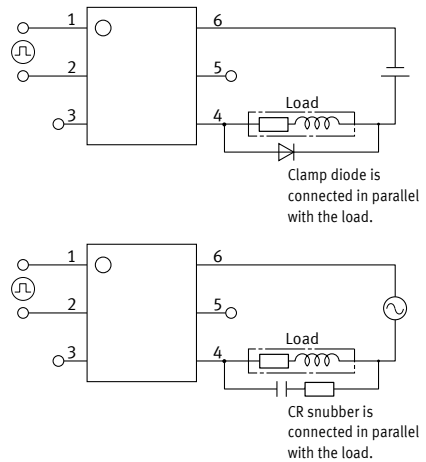 1 6
2 5
3 4
Load
Clamp diode is
connected in parallel
with the load.
1 6
2 5
3 4
Load
CR snubber is
connected in parallel
with the load.